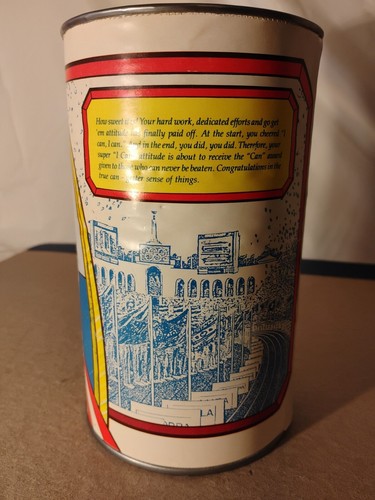 How sweet it is! Your hard work, dedicated efforts and go get
'em attitude finally paid off. At the start, you cheered "I
can, I can." And in the end, you did, you did. Therefore, your
super "I Can" attitude is about to receive the "Can" award
given to those who can never be beaten. Congratulations in the
true can-ister sense of things.
LA